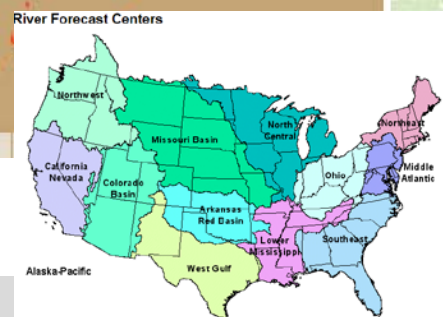 River Forecast Centers
Northwest
North
Central
Northeast
Missouri Basin
California
Nevada
Colorado
Basin
Ohio
Middle
Atlantic
Arkansas
Red Basin
Lower
Mississippi
Southeast
West Gulf
Alaska-Pacific